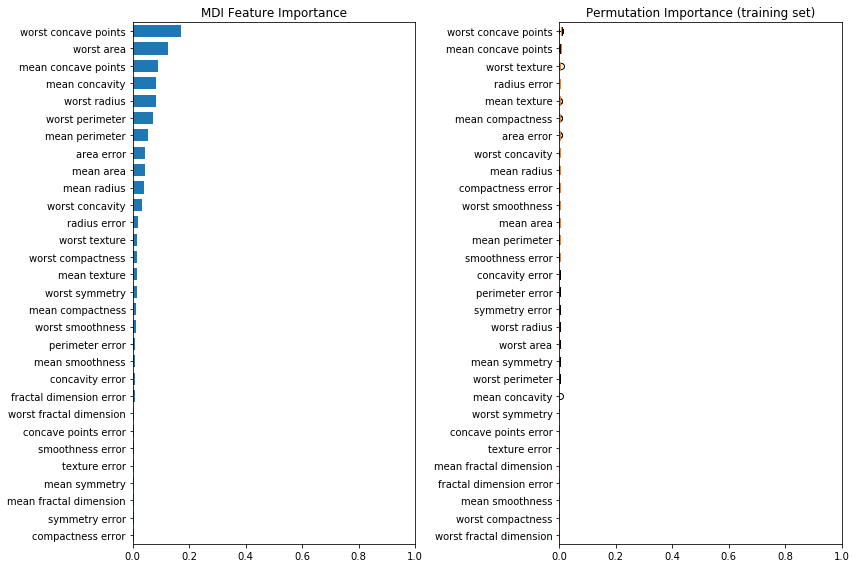 MDI Feature Importance
worst concave points
worst area
mean concave points
mean concavity
worst radius
worst perimeter
mean perimeter
area error
mean area
mean radius
worst concavity
radius error
worst texture
worst compactness
mean texture
worst symmetry
mean compactness
worst smoothness
perimeter error
mean smoothness
concavity error
fractal dimension error
worst fractal dimension
concave points error
smoothness error
texture error
mean symmetry
mean fractal dimension
symmetry error
compactness error
0.0 0.2 0.4 0.6 0.8 1.0
Permutation Importance (training set)
worst concave points
mean concave points
worst texture
radius error
mean texture
mean compactness
area error
worst concavity
mean radius
compactness error
worst smoothness
mean area
mean perimeter
smoothness error
concavity error
perimeter error
symmetry error
worst radius
worst area
mean symmetry
worst perimeter
mean concavity
worst symmetry
concave points error
texture error
mean fractal dimension
fractal dimension error
mean smoothness
worst compactness
worst fractal dimension
0.0 0.2 0.4 0.6 0.8 1.0